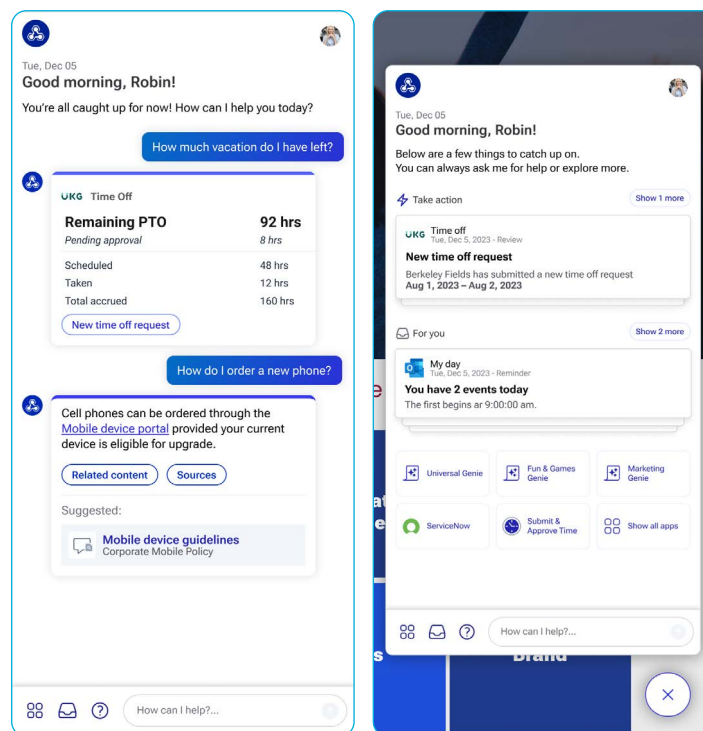 Tue, Dec 05
Good morning, Robin!
You're all caught up for now! How can I help you today?
How much vacation do I have left?
UKG Time Off
Remaining PTO 92 hrs
Pending approval 8 hrs
Scheduled 48 hrs
Taken 12 hrs
Total accrued 160 hrs
New time off request
How do I order a new phone?
Cell phones can be ordered through the
Mobile device portal provided your current
device is eligible for upgrade.
Related content Sources
Suggested:
Mobile device guidelines
Corporate Mobile Policy
How can I help?...
Tue, Dec 05
Good morning, Robin!
Below are a few things to catch up on.
You can always ask me for help or explore more.
Take action Show 1 more
UKG Time off
Tue, Dec 5, 2023 - Review
New time off request
Berkeley Fields has submitted a new time off request
Aug 1, 2023 – Aug 2, 2023
For you Show 2 more
My day
Tue, Dec 5, 2023 - Reminder
You have 2 events today
The first begins ar 9:00:00 am.
Universal Genie
Fun & Games
Genie
Marketing
Genie
ServiceNow
Submit &
Approve Time
Show all apps
How can I help?...
Brand